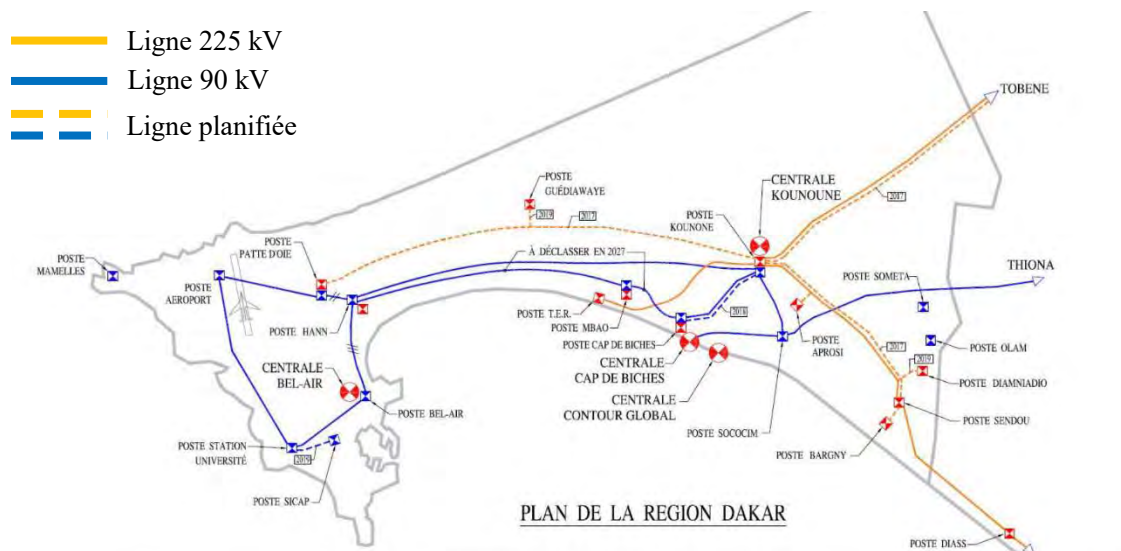 Ligne 225 kV
Ligne 90 kV
Ligne planifiée
TOBENE
2017
CENTRALE
KOUNOUNE
POSTE
GUÉDIAWAYE
2019
2017
POSTE
KOUNONE
POSTE
PATTE D'OIE
À DÉCLASSER EN 2027
POSTE
MAMELLES
POSTE
AEROPORT
THIONA
POSTE SOMETA
POSTE HANN
POSTE T.E.R.
POSTE MBAO
2018
POSTE CAP DE BICHES
POSTE
APROSI
POSTE OLAM
2017
2019
CENTRALE
BEL-AIR
CENTRALE
CAP DE BICHES
POSTE DIAMNIADIO
CENTRALE
CONTOUR GLOBAL
POSTE BEL-AIR
POSTE SENDOU
POSTE SOCOCIM
POSTE STATION
UNIVERSITÉ
2019
POSTE BARGNY
POSTE SICAP
PLAN DE LA REGION DAKAR
POSTE DIASS